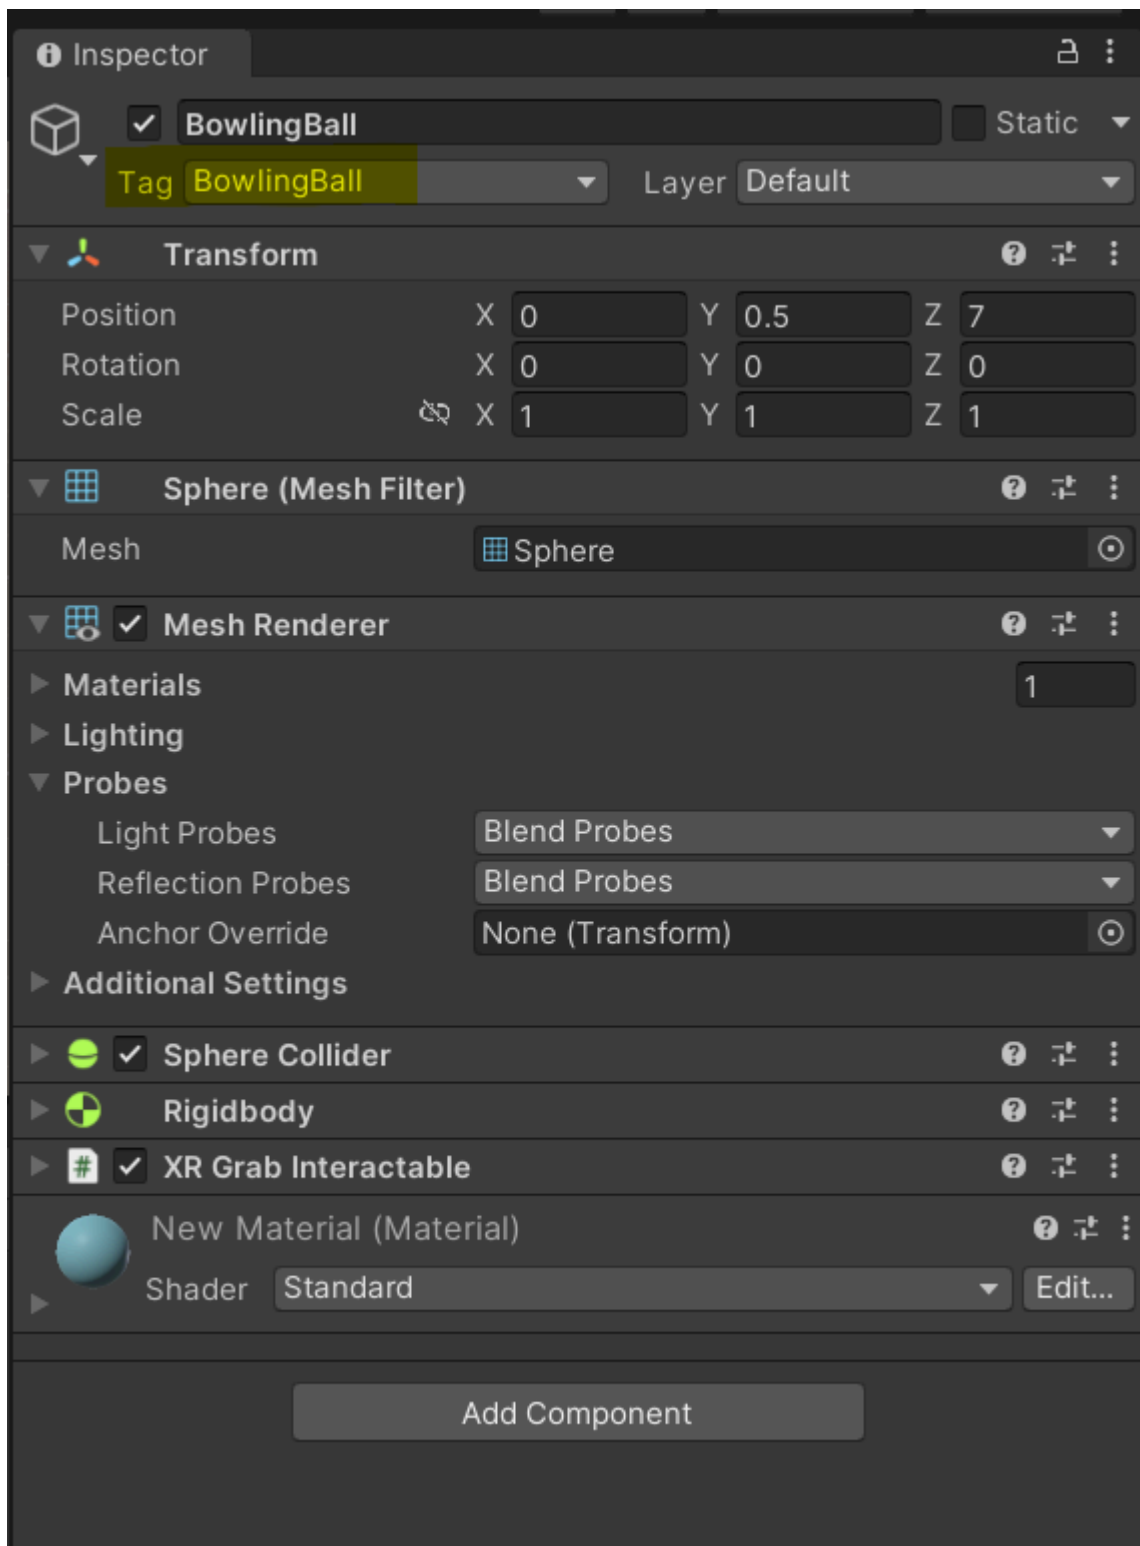 Inspector
BowlingBall Static
Tag BowlingBall Layer Default
Transform
Position X 0 Y 0.5 Z 7
Rotation X 0 Y 0 Z 0
Scale X 1 Y 1 Z 1
Sphere (Mesh Filter)
Mesh Sphere
Mesh Renderer
Materials 1
Lighting
Probes
Light Probes Blend Probes
Reflection Probes Blend Probes
Anchor Override None (Transform)
Additional Settings
Sphere Collider
Rigidbody
# XR Grab Interactable
New Material (Material)
Shader Standard Edit...
Add Component